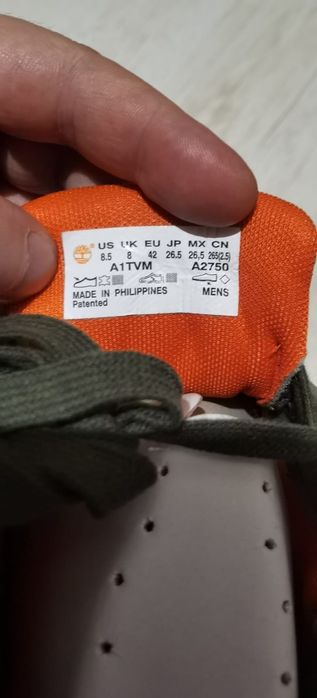 US UK EU JP MX CN
8.5 8 42 26.5 26,5 265(2.5)
A1TVM A2750
MADE IN PHILIPPINES MENS
Patented